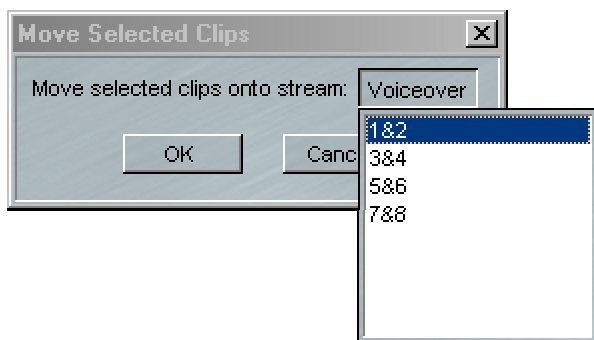 Move Selected Clips
Move selected clips onto stream: Voiceover
1&2
OK Canc
3&4
5&6
7&8